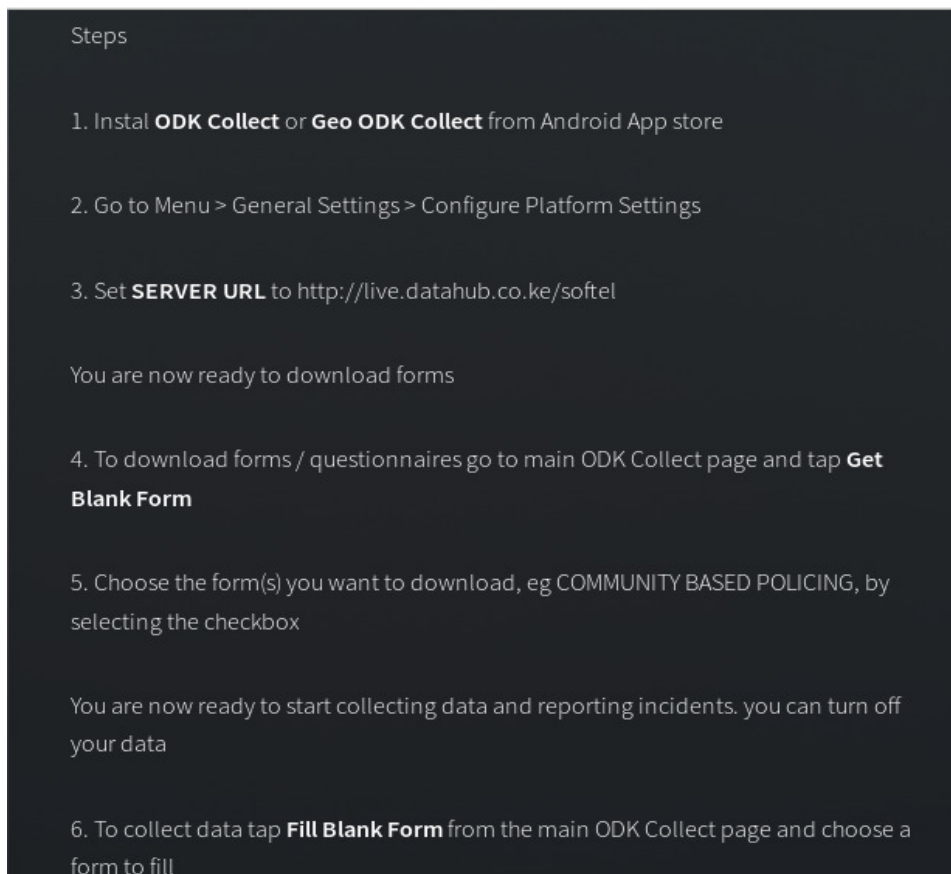 Steps
1. Instal ODK Collect or Geo ODK Collect from Android App store
2. Go to Menu > General Settings > Configure Platform Settings
3. Set SERVER URL to http://live.datahub.co.ke/softel
You are now ready to download forms
4. To download forms / questionnaires go to main ODK Collect page and tap Get
Blank Form
5. Choose the form(s) you want to download, eg COMMUNITY BASED POLICING, by
selecting the checkbox
You are now ready to start collecting data and reporting incidents. you can turn off
your data
6. To collect data tap Fill Blank Form from the main ODK Collect page and choose a
form to fill